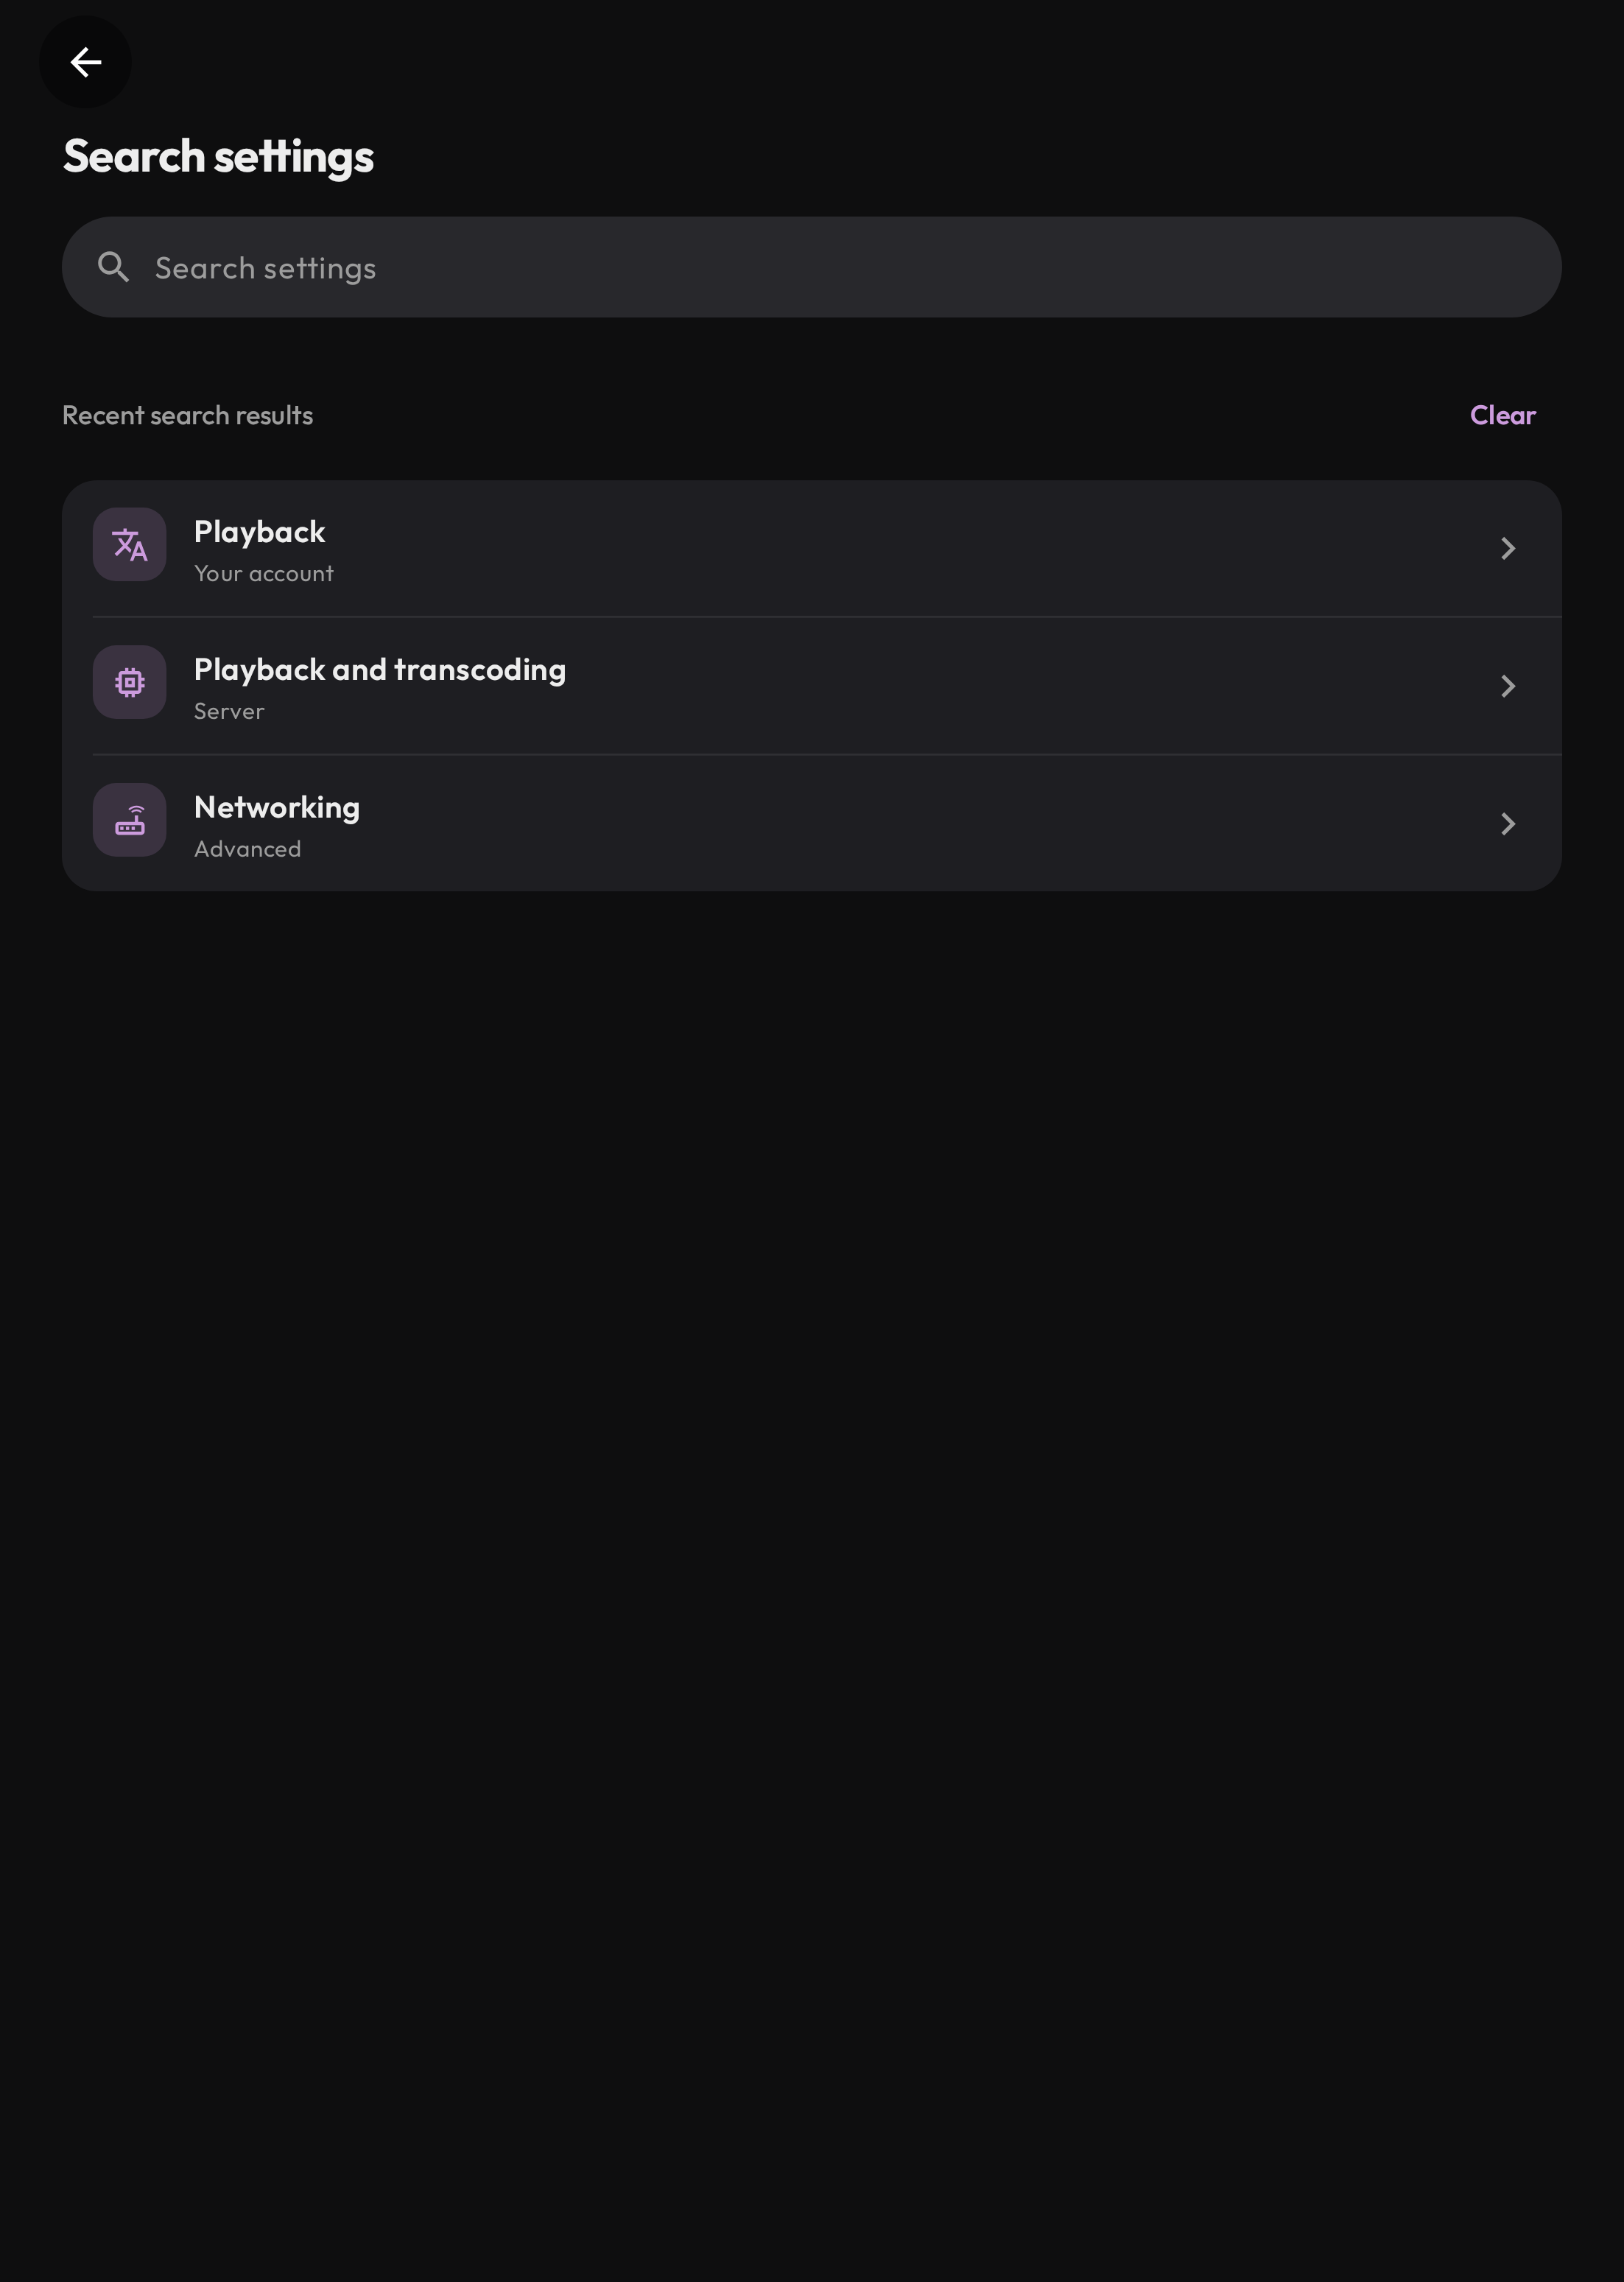 Search settings
Search settings
Recent search results
Clear
Playback
Your account
Playback and transcoding
Server
Networking
Advanced